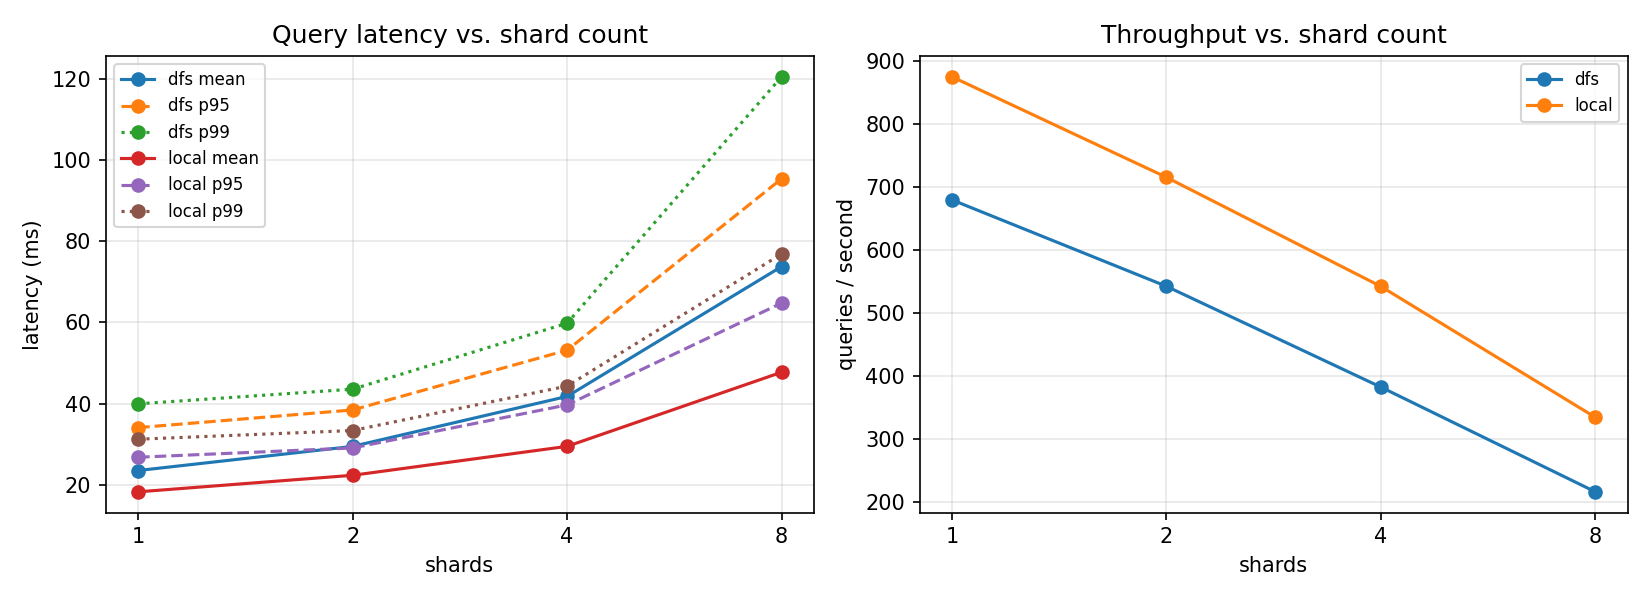 Query latency vs. shard count
dfs mean
dfs p95
dfs p99
local mean
local p95
local p99
120
100
80
60
40
20
latency (ms)
1 2 4 8
shards
Throughput vs. shard count
dfs
local
900
800
700
600
500
400
300
200
queries / second
1 2 4 8
shards